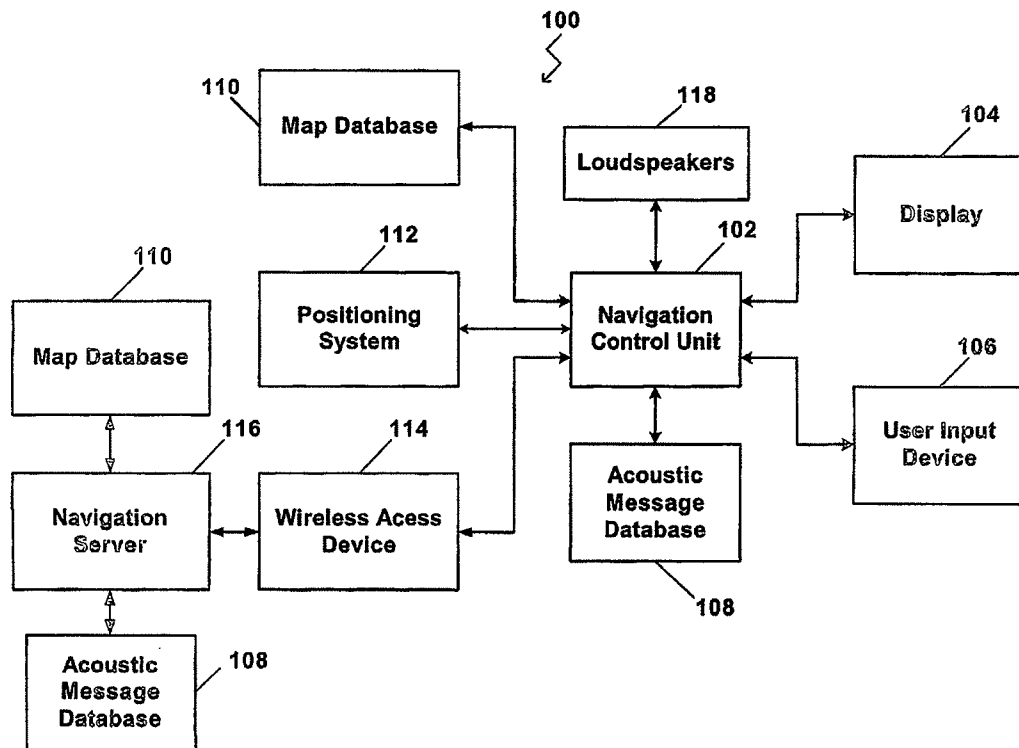 100
110
Map Database
118
Loudspeakers
104
Display
112
Positioning
System
102
Navigation
Control Unit
110
Map Database
106
User Input
Device
116
Navigation
Server
114
Wireless Acess
Device
Acoustic
Message
Database
108
Acoustic
Message
Database
108